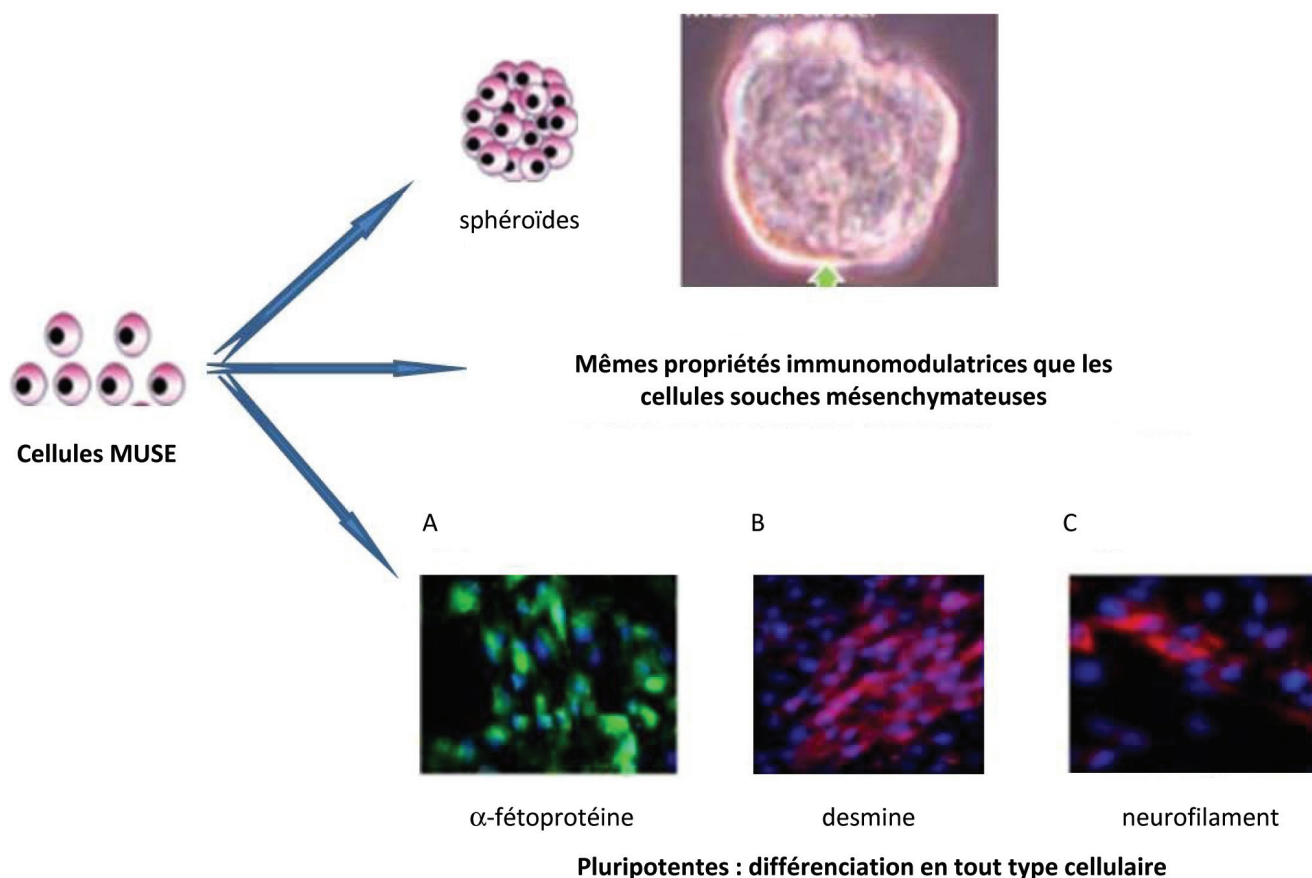 sphéroïdes
Mêmes propriétés immunomodulatrices que les
cellules souches mésenchymateuses
Cellules MUSE
A
B
C
α-fétoprotéine
desmine
neurofilament
Pluripotentes : différenciation en tout type cellulaire